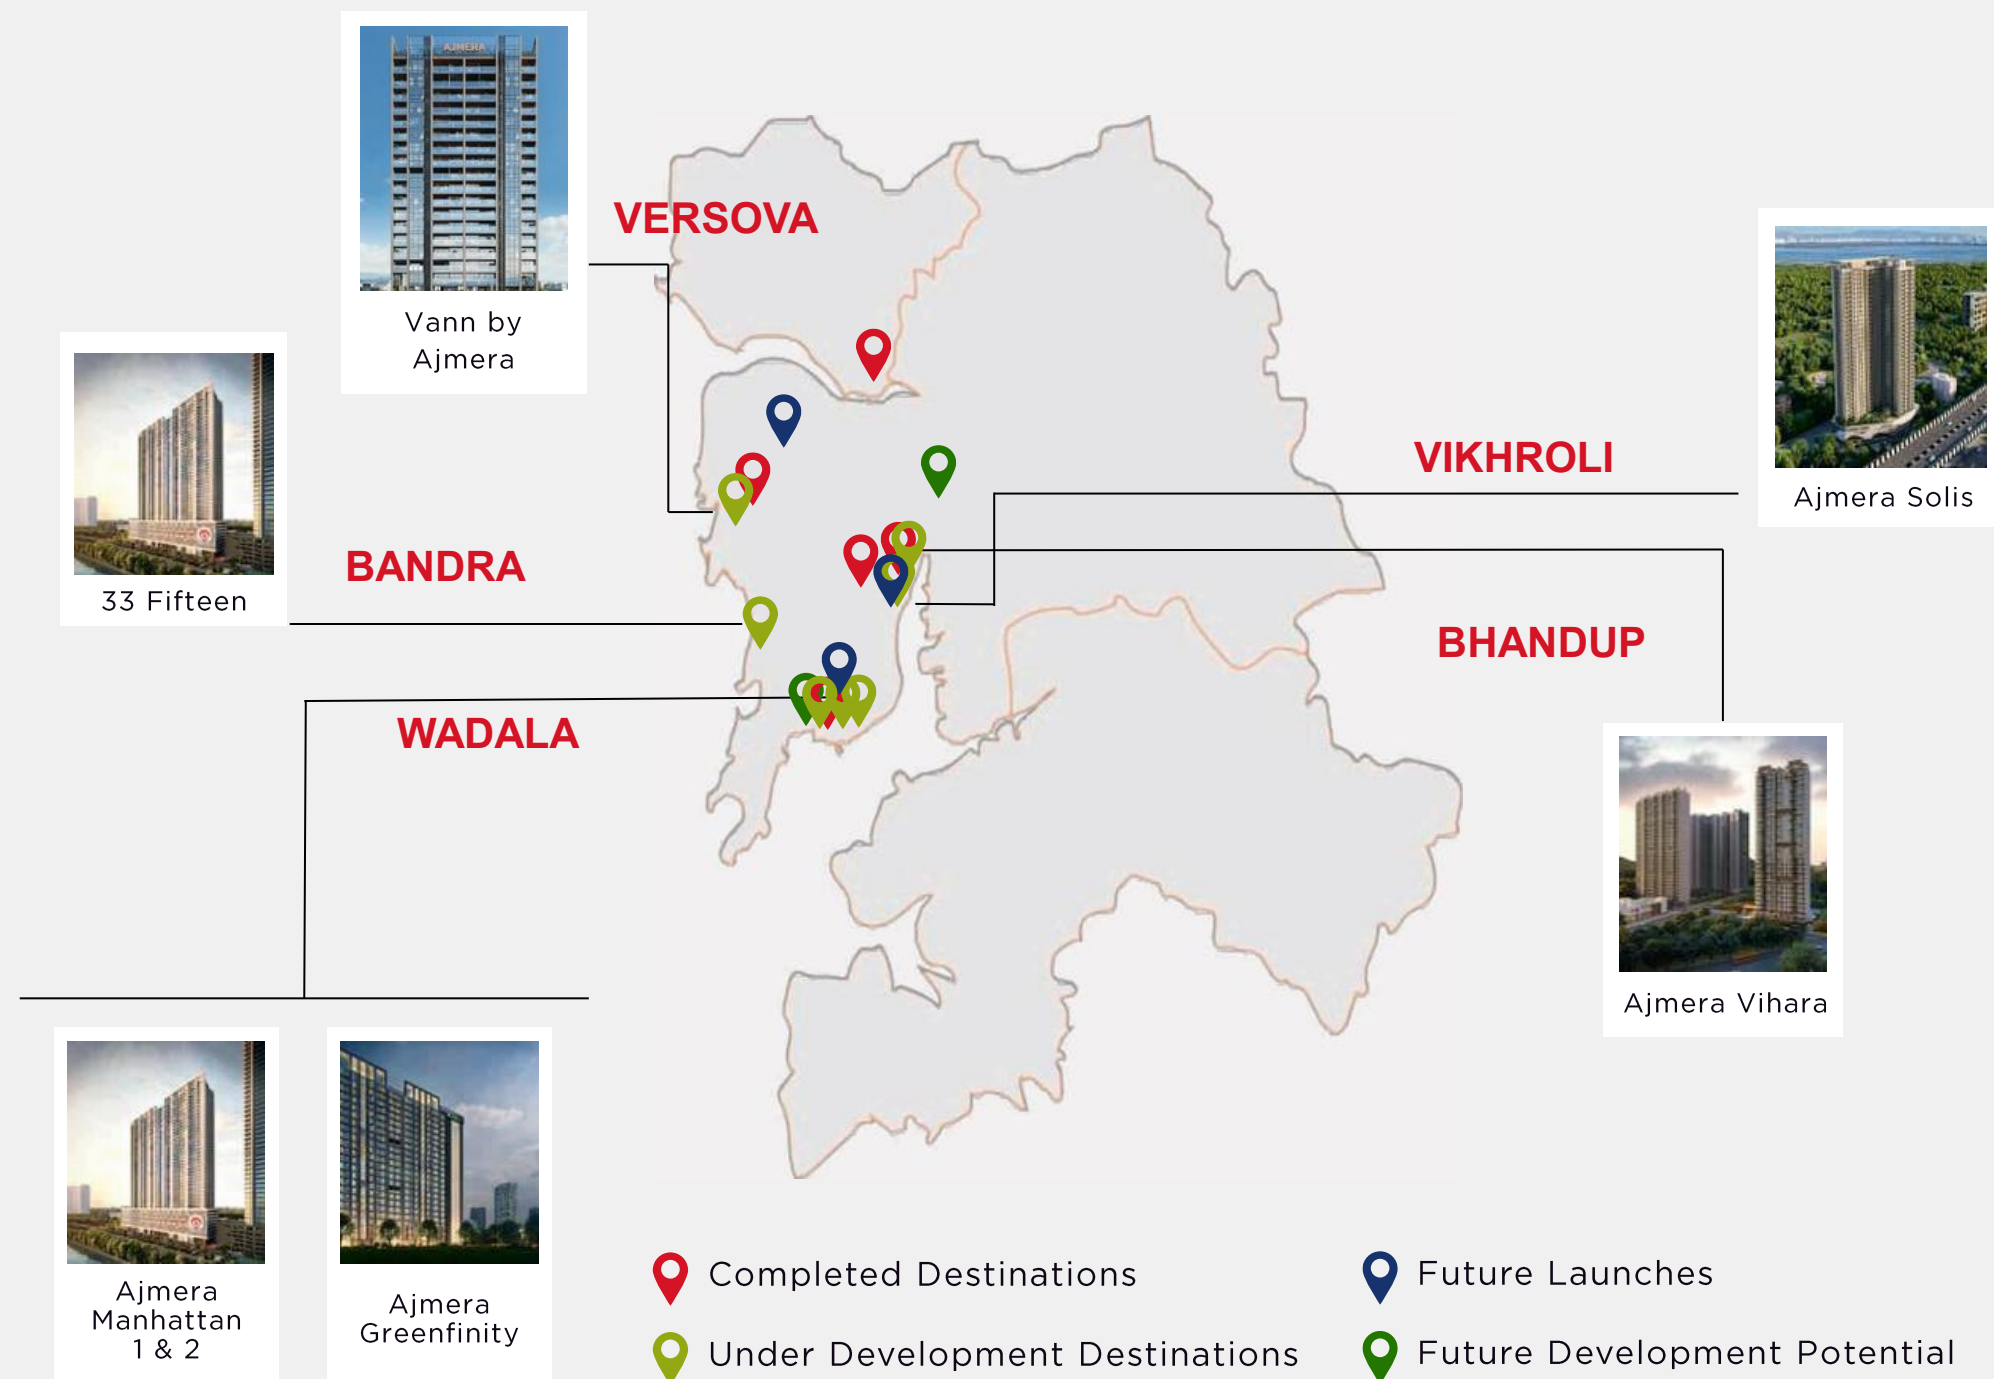 AJMERA
VERSOVA
Vann by
Ajmera
33 Fifteen
BANDRA
VIKHROLI
Ajmera Solis
BHANDUP
WADALA
Ajmera Vihara
Ajmera
Manhattan
1 & 2
Ajmera
Greenfinity
Completed Destinations
Future Launches
Under Development Destinations
Future Development Potential